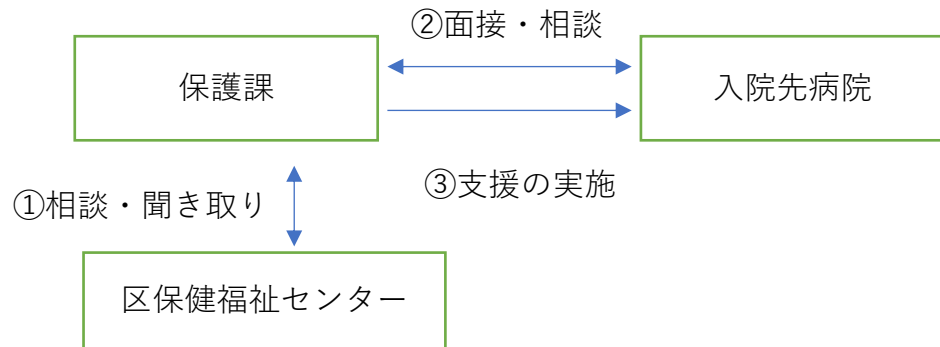 ②面接・相談
保護課
入院先病院
③支援の実施
①相談・聞き取り
区保健福祉センター